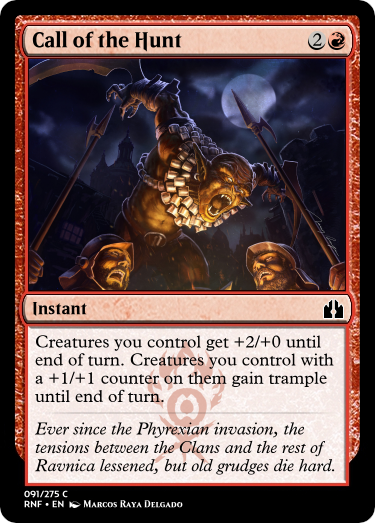 Call of the Hunt 2
Instant
Creatures you control get +2/+0 until
end of turn. Creatures you control with
a +1/+1 counter on them gain trample
until end of turn.
Ever since the Phyrexian invasion, the
tensions between the Clans and the rest of
Ravnica lessened, but old grudges die hard.
091/275 C
RNF • EN Marcos Raya Delgado